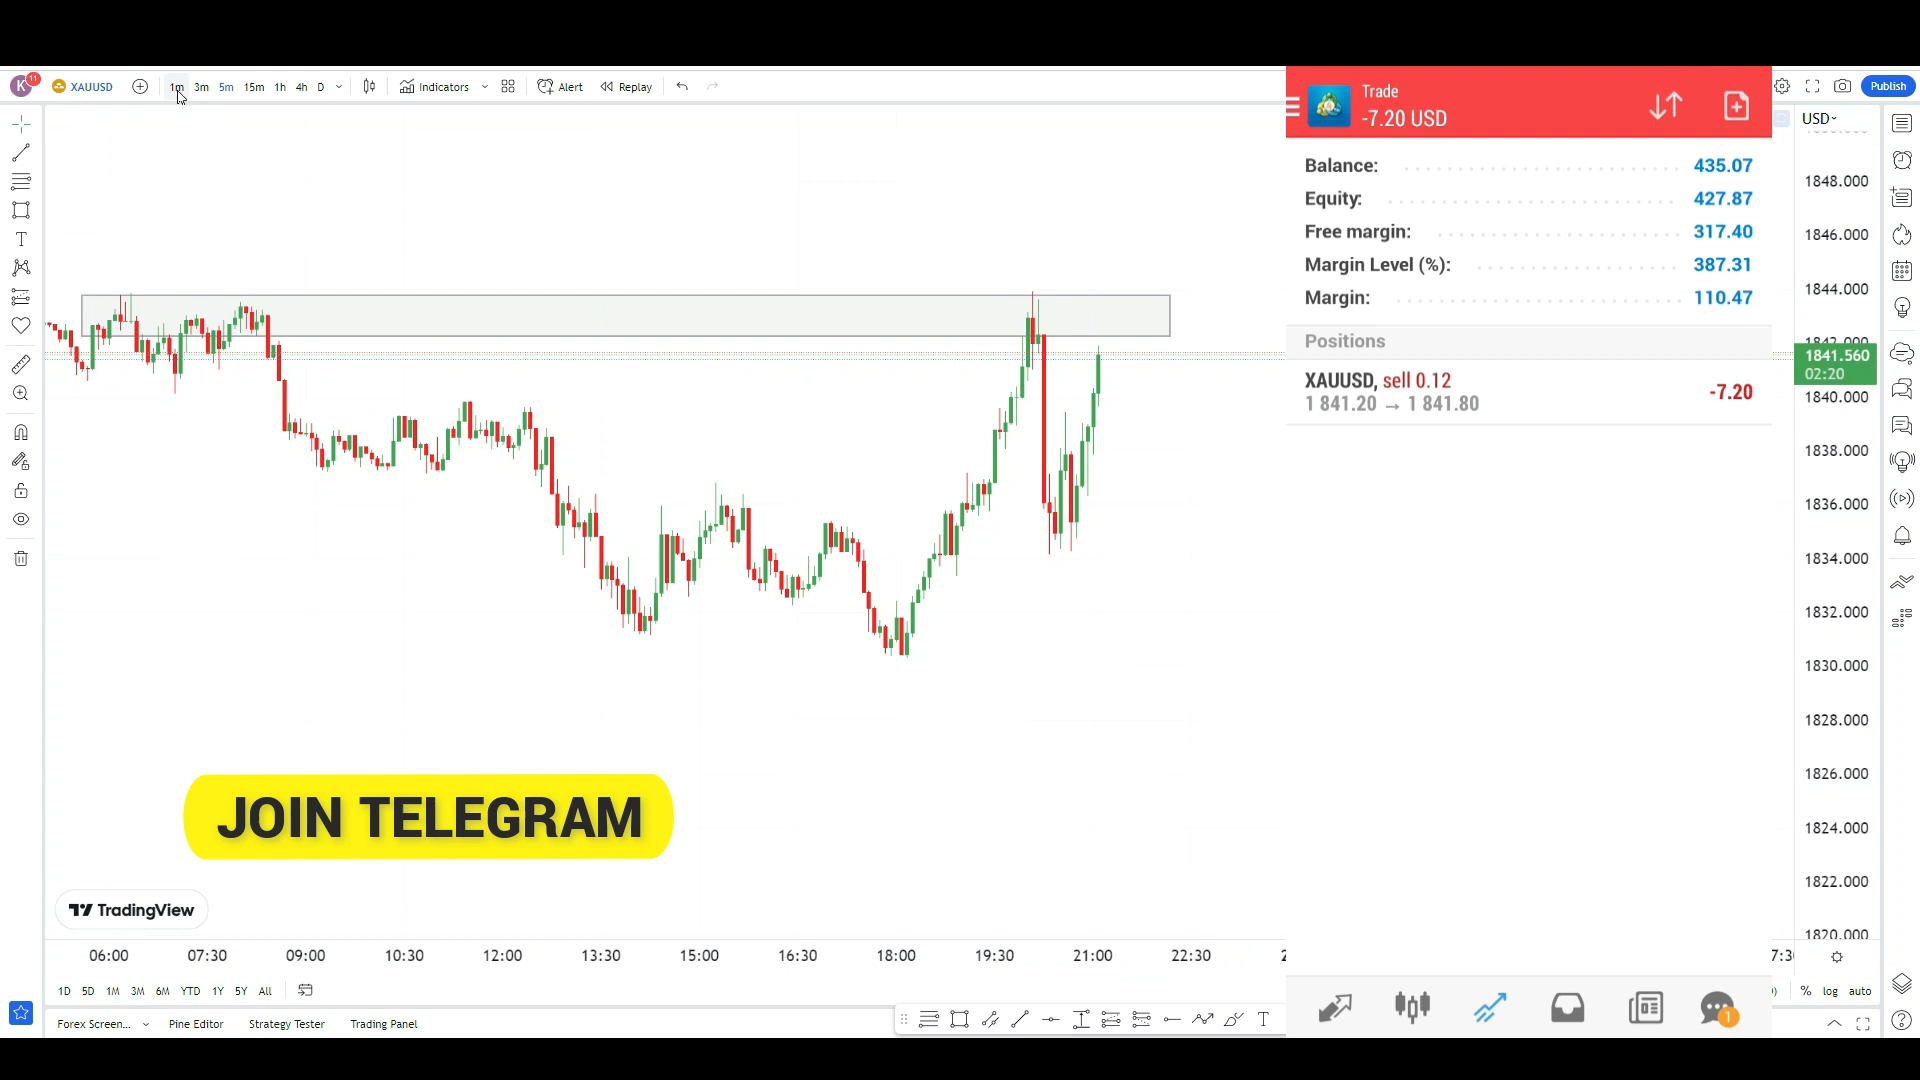 K 11 XAUUSD 1m 3m 5m 15m 1h 4h D Indicators Alert Replay Publish
USD
1848.000
1846.000
1844.000
1842.000
1841.560
02:20
1840.000
1838.000
1836.000
1834.000
1832.000
1830.000
1828.000
1826.000
1824.000
1822.000
1820.000
Trade
-7.20 USD
Balance: 435.07
Equity: 427.87
Free margin: 317.40
Margin Level (%): 387.31
Margin: 110.47
Positions
XAUUSD, sell 0.12
1 841.20 → 1 841.80
-7.20
1
JOIN TELEGRAM
TradingView
06:00 07:30 09:00 10:30 12:00 13:30 15:00 16:30 18:00 19:30 21:00 22:30
1D 5D 1M 3M 6M YTD 1Y 5Y All % log auto
Forex Screen... Pine Editor Strategy Tester Trading Panel